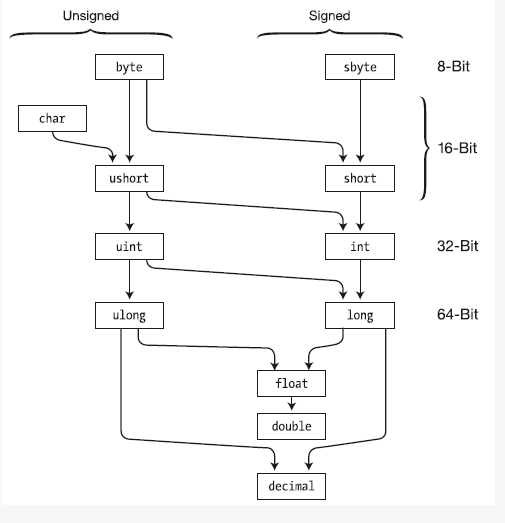 Unsigned
Signed
byte
sbyte
8-Bit
char
16-Bit
ushort
short
uint
int
32-Bit
ulong
long
64-Bit
float
double
decimal